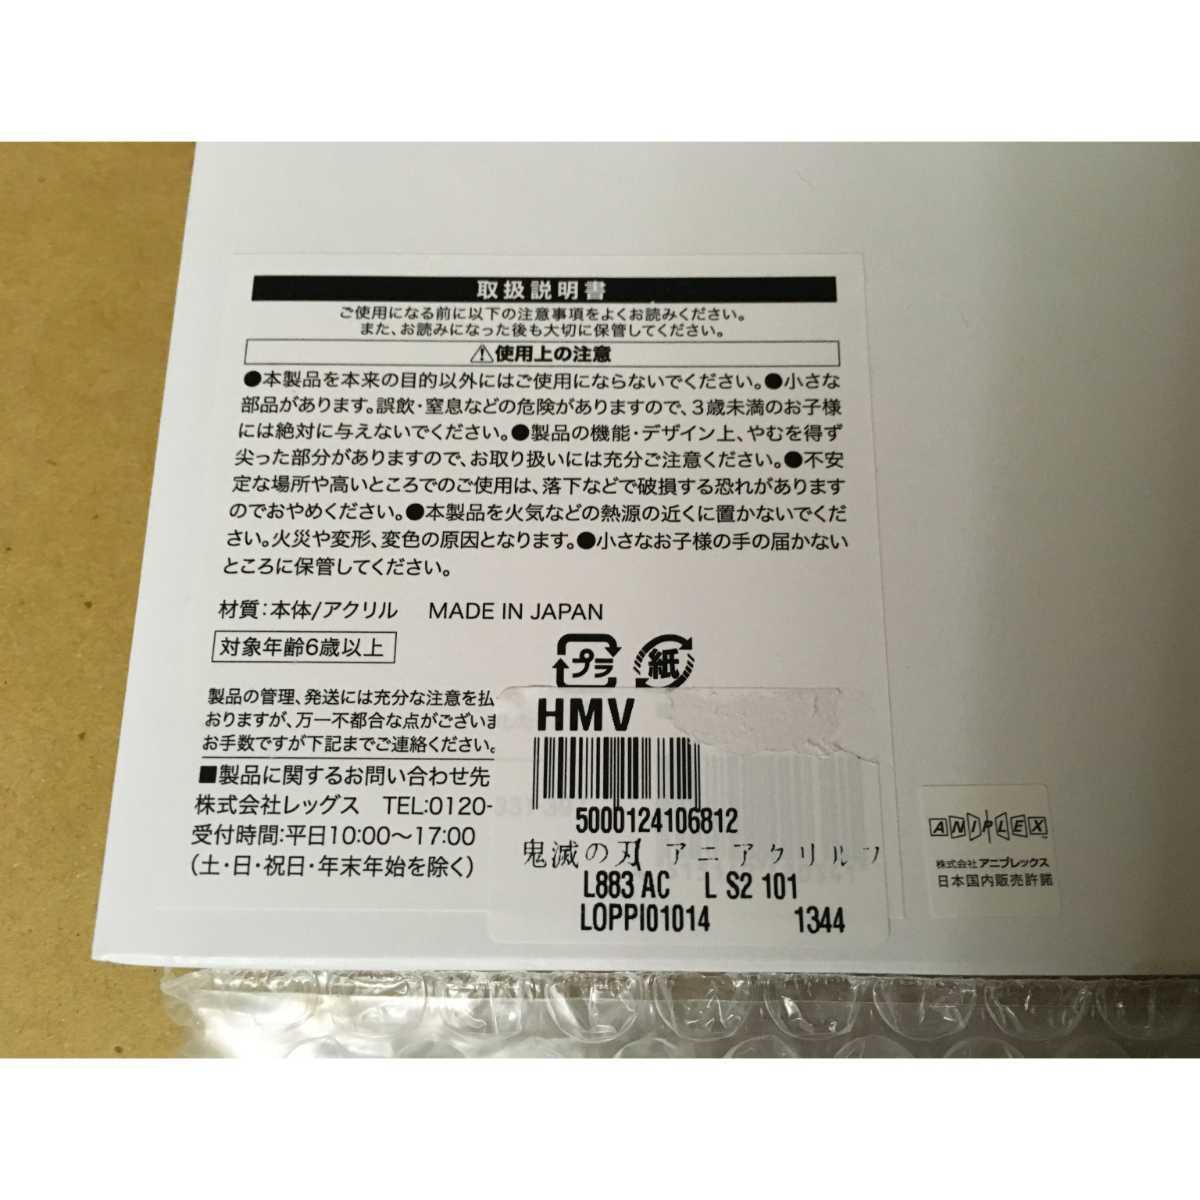 取扱説明書
ご使用になる前に以下の注意事項をよくお読みください。
また、お読みになった後も大切に保管してください。
⚠使用上の注意
●本製品を本来の目的以外にはご使用にならないでください。●小さな
部品があります。誤飲・窒息などの危険がありますので、3歳未満のお子様
には絶対に与えないでください。●製品の機能・デザイン上、やむを得ず
尖った部分がありますので、お取り扱いには充分ご注意ください。●不安
定な場所や高いところでのご使用は、落下などで破損する恐れがあります
のでおやめください。●本製品を火気などの熱源の近くに置かないでくだ
さい。火災や変形、変色の原因となります。●小さなお子様の手の届かない
ところに保管してください。
材質：本体/アクリル MADE IN JAPAN
対象年齢6歳以上
プラ 紙
製品の管理、発送には充分な注意を払
おりますが、万一不都合な点がございま
お手数ですが下記までご連絡ください。
■製品に関するお問い合わせ先
株式会社レッグス TEL:0120-
受付時間:平日10:00〜17:00
(土・日・祝日・年末年始を除く)
HMV
5000124106812
鬼滅の刃 アニアクリルフ
L883 AC L S2 101
LOPPI01014 1344
ANIPLEX
株式会社アニプレックス
日本国内販売許諾